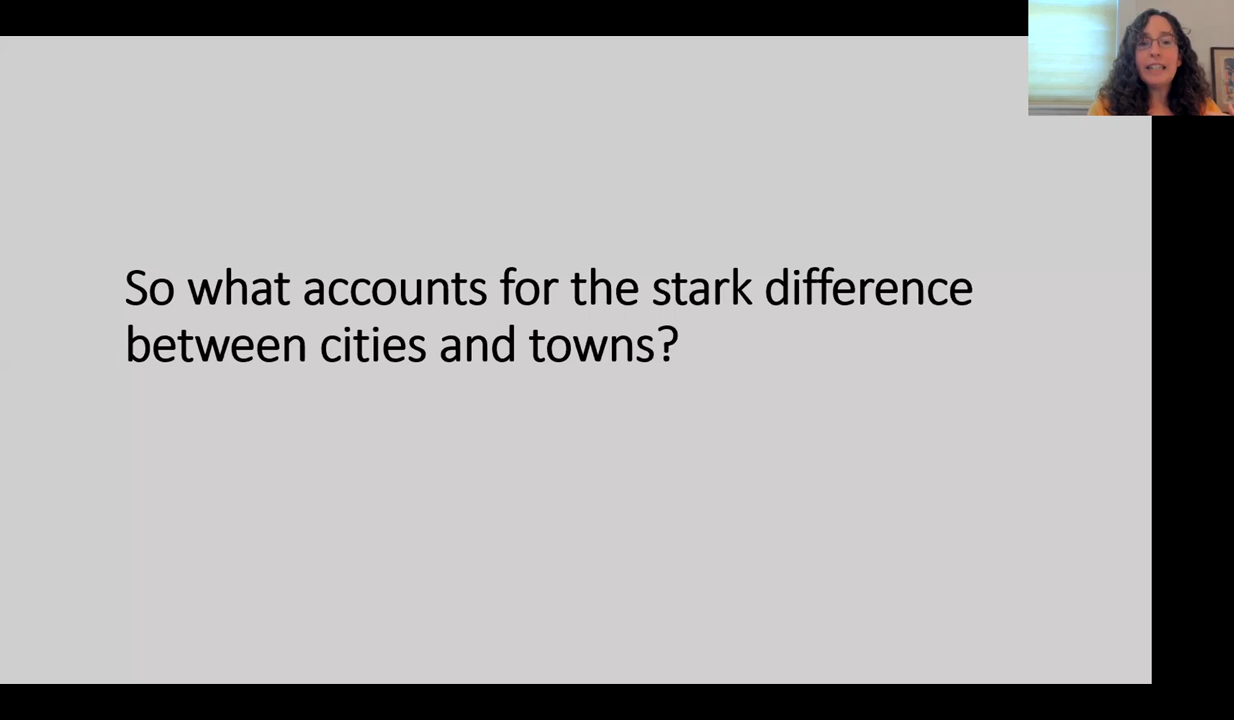 So what accounts for the stark difference
between cities and towns?